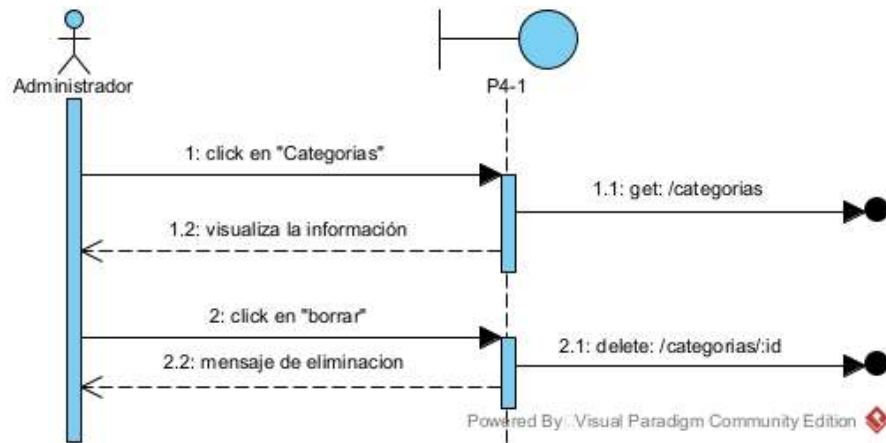 Administrador
P4-1
1: click en "Categorias"
1.1: get: /categorias
1.2: visualiza la información
2: click en "borrar"
2.1: delete: /categorias/:id
2.2: mensaje de eliminacion
Powered By Visual Paradigm Community Edition